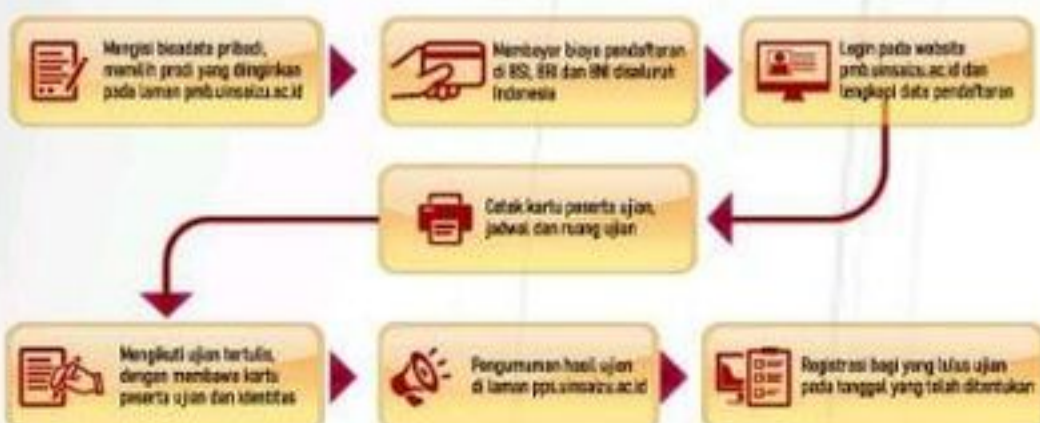 Mengisi bioadata pribadi,
memilih prodi yang diinginkan
pada laman pmb.uinsaizu.ac.id
Membayar biaya pendaftaran
di BSI, BRI dan BNI diseluruh
Indonesia
Login pada website
pmb.uinsaizu.ac.id dan
lengkapi data pendaftaran
Cetak kartu peserta ujian,
jadwal dan ruang ujian
Mengikuti ujian tertulis,
dengan membawa kartu
peserta ujian dan identitas
Pengumuman hasil ujian
di laman pps.uinsaizu.ac.id
Registrasi bagi yang lulus ujian
pada tanggal yang telah ditentukan